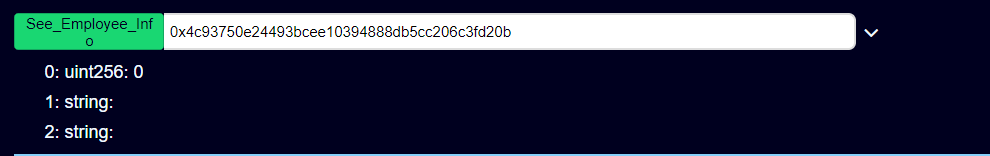 See_Employee_Inf
o
0x4c93750e24493bcee10394888db5cc206c3fd20b
0: uint256: 0
1: string:
2: string: